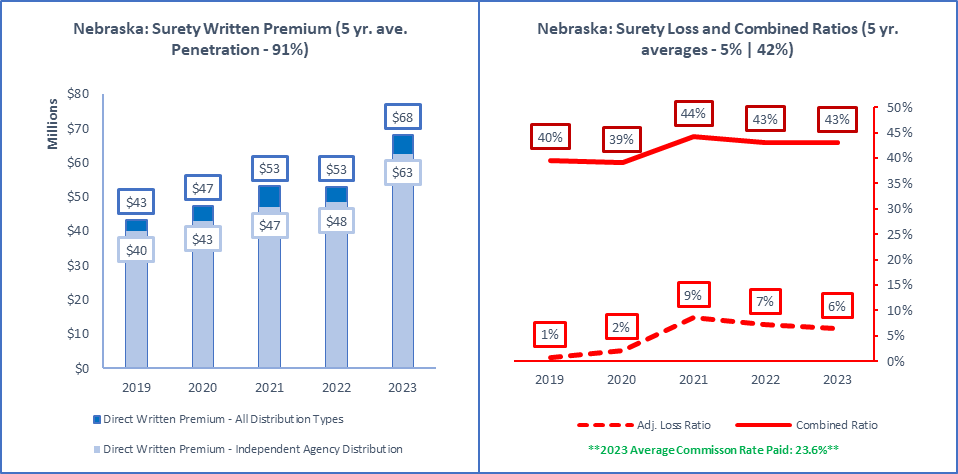 Nebraska: Surety Written Premium (5 yr. ave.
Penetration - 91%)
Millions
$80
$70
$60
$50
$40
$30
$20
$10
$0
$43
$47
$53
$53
$68
$40
$43
$47
$48
$63
2019 2020 2021 2022 2023
Direct Written Premium - All Distribution Types
Direct Written Premium - Independent Agency Distribution
Nebraska: Surety Loss and Combined Ratios (5 yr.
averages - 5% | 42%)
40% 39% 44% 43% 43%
1% 2% 9% 7% 6%
50%
45%
40%
35%
30%
25%
20%
15%
10%
5%
0%
2019 2020 2021 2022 2023
Adj. Loss Ratio Combined Ratio
**2023 Average Commisson Rate Paid: 23.6%**